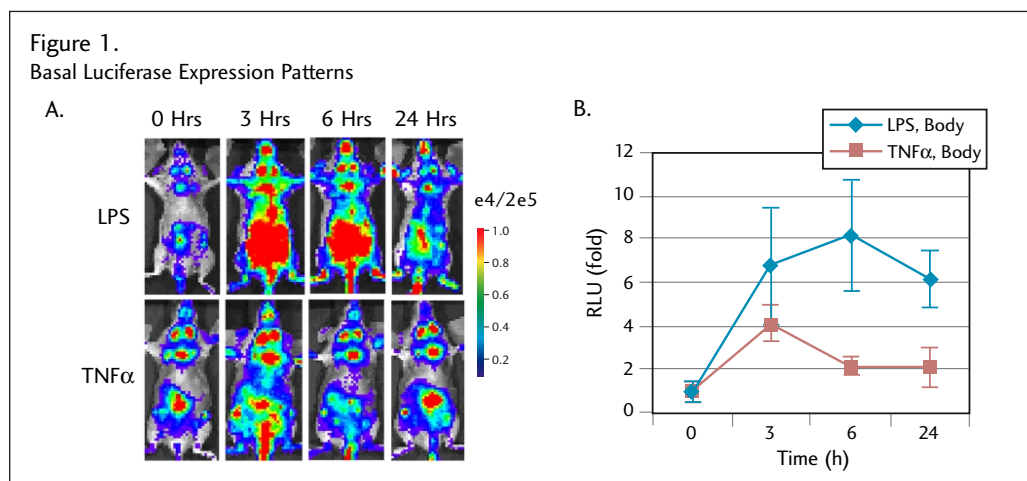 Figure 1.
Basal Luciferase Expression Patterns
A.
0 Hrs 3 Hrs 6 Hrs 24 Hrs
LPS
TNFα
e4/2e5
1.0
0.8
0.6
0.4
0.2
B.
LPS, Body
TNFα, Body
12
10
8
6
4
2
0
RLU (fold)
0 3 6 24
Time (h)